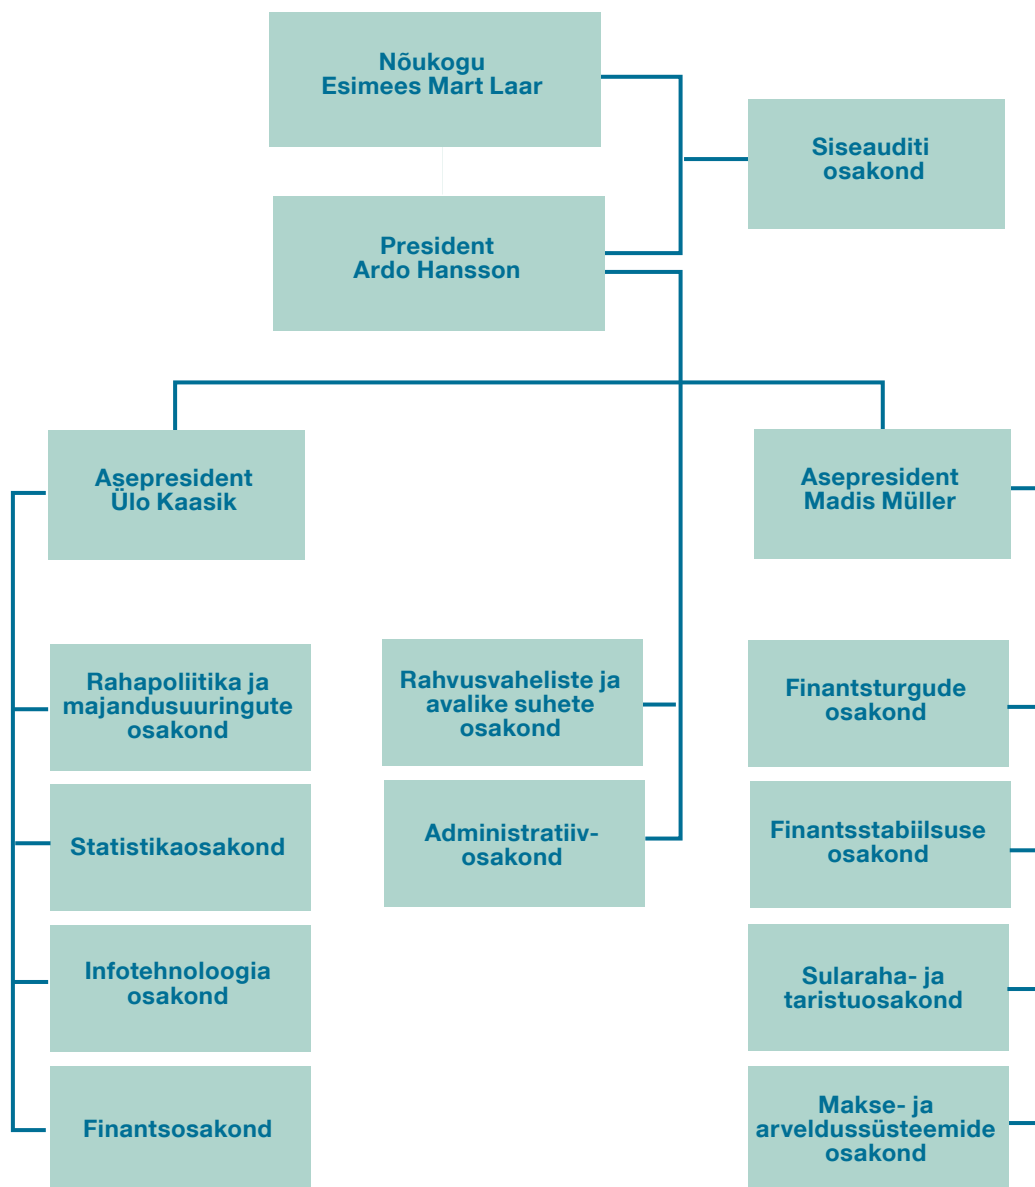 Nõukogu
Esimees Mart Laar
Siseauditi
osakond
President
Ardo Hansson
Asepresident
Ülo Kaasik
Asepresident
Madis Müller
Rahapoliitika ja
majandusuuringute
osakond
Rahvusvaheliste ja
avalike suhete
osakond
Finantsturgude
osakond
Statistikaosakond
Administratiiv-
osakond
Finantsstabiilsuse
osakond
Infotehnoloogia
osakond
Sularaha- ja
taristuosakond
Finantsosakond
Makse- ja
arveldussüsteemide
osakond